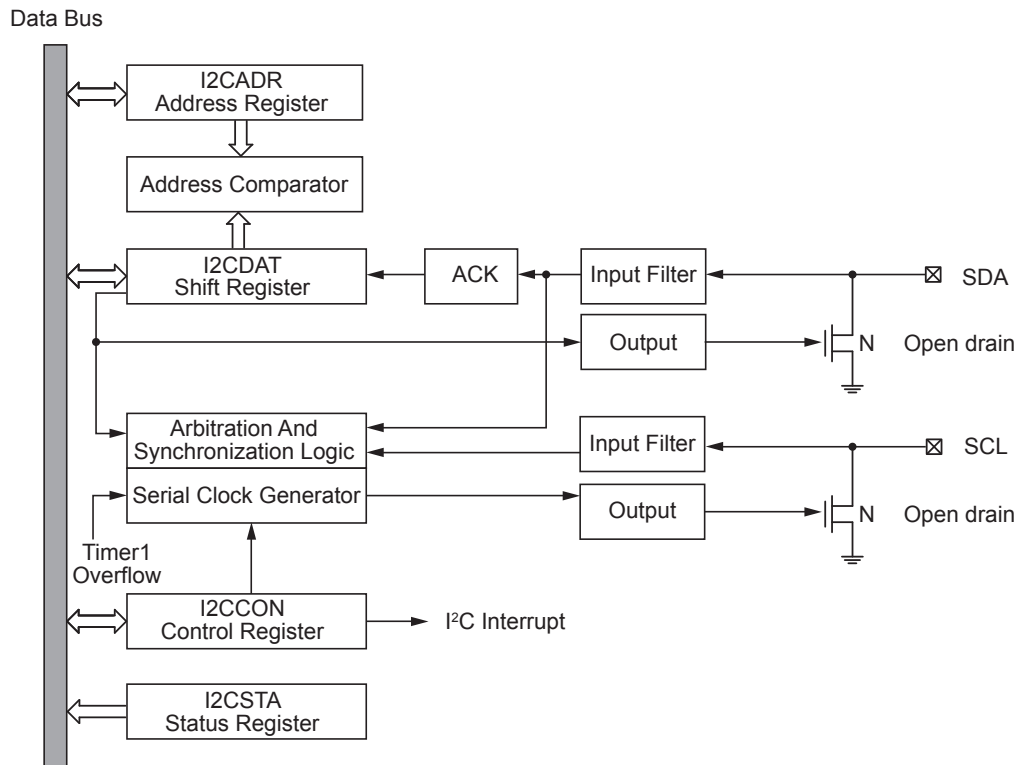 Data Bus
I2CADR
Address Register
Address Comparator
I2CDAT
Shift Register
ACK
Input Filter
SDA
Output
N
Open drain
Arbitration And
Synchronization Logic
Input Filter
SCL
Serial Clock Generator
Output
N
Open drain
Timer1
Overflow
I2CCON
Control Register
I²C Interrupt
I2CSTA
Status Register